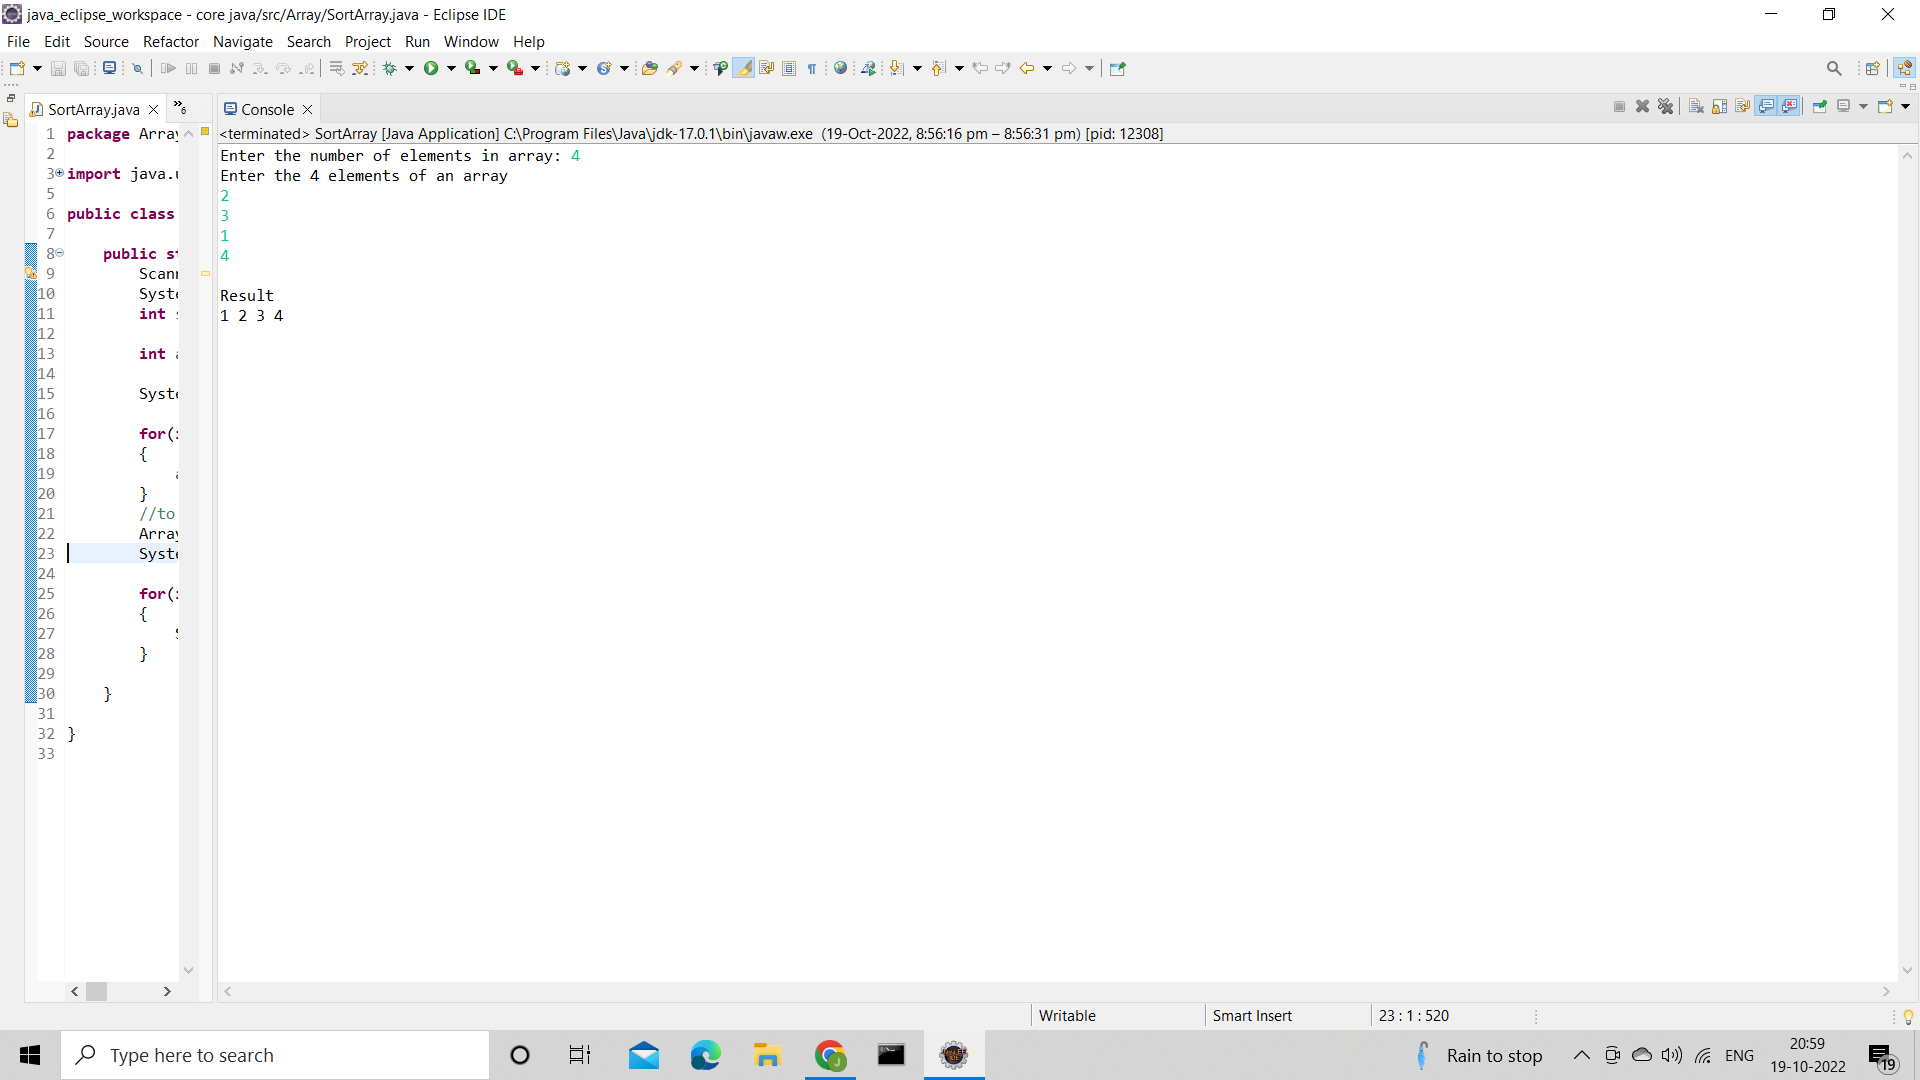 java_eclipse_workspace - core java/src/Array/SortArray.java - Eclipse IDE
File Edit Source Refactor Navigate Search Project Run Window Help
SortArray.java
»6
Console
<terminated> SortArray [Java Application] C:\Program Files\Java\jdk-17.0.1\bin\javaw.exe (19-Oct-2022, 8:56:16 pm – 8:56:31 pm) [pid: 12308]
1 package Array
2
3 import java.u
5
6 public class
7
8 public st
9 Scann
10 Syste
11 int s
12
13 int a
14
15 Syste
16
17 for(i
18 {
19 a
20 }
21 //to
22 Array
23 Syste
24
25 for(i
26 {
27 S
28 }
29
30 }
31
32 }
33
Enter the number of elements in array: 4
Enter the 4 elements of an array
2
3
1
4
Result
1 2 3 4
Writable
Smart Insert
23 : 1 : 520
Type here to search
Rain to stop
ENG
20:59
19-10-2022
19